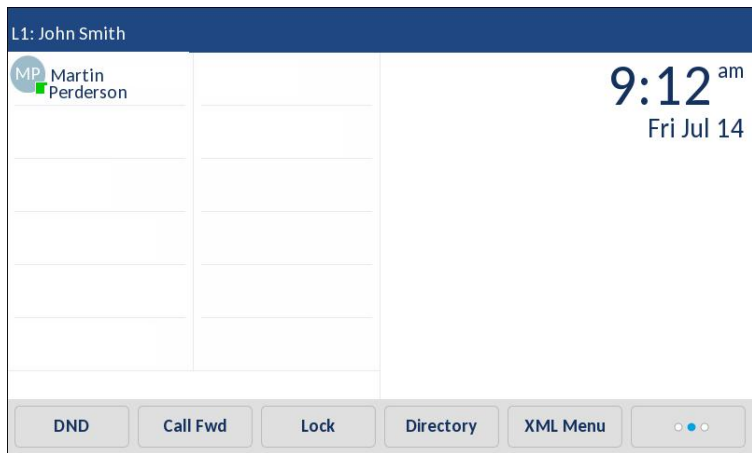 L1: John Smith
MP
Martin
Perderson
9:12 am
Fri Jul 14
DND
Call Fwd
Lock
Directory
XML Menu